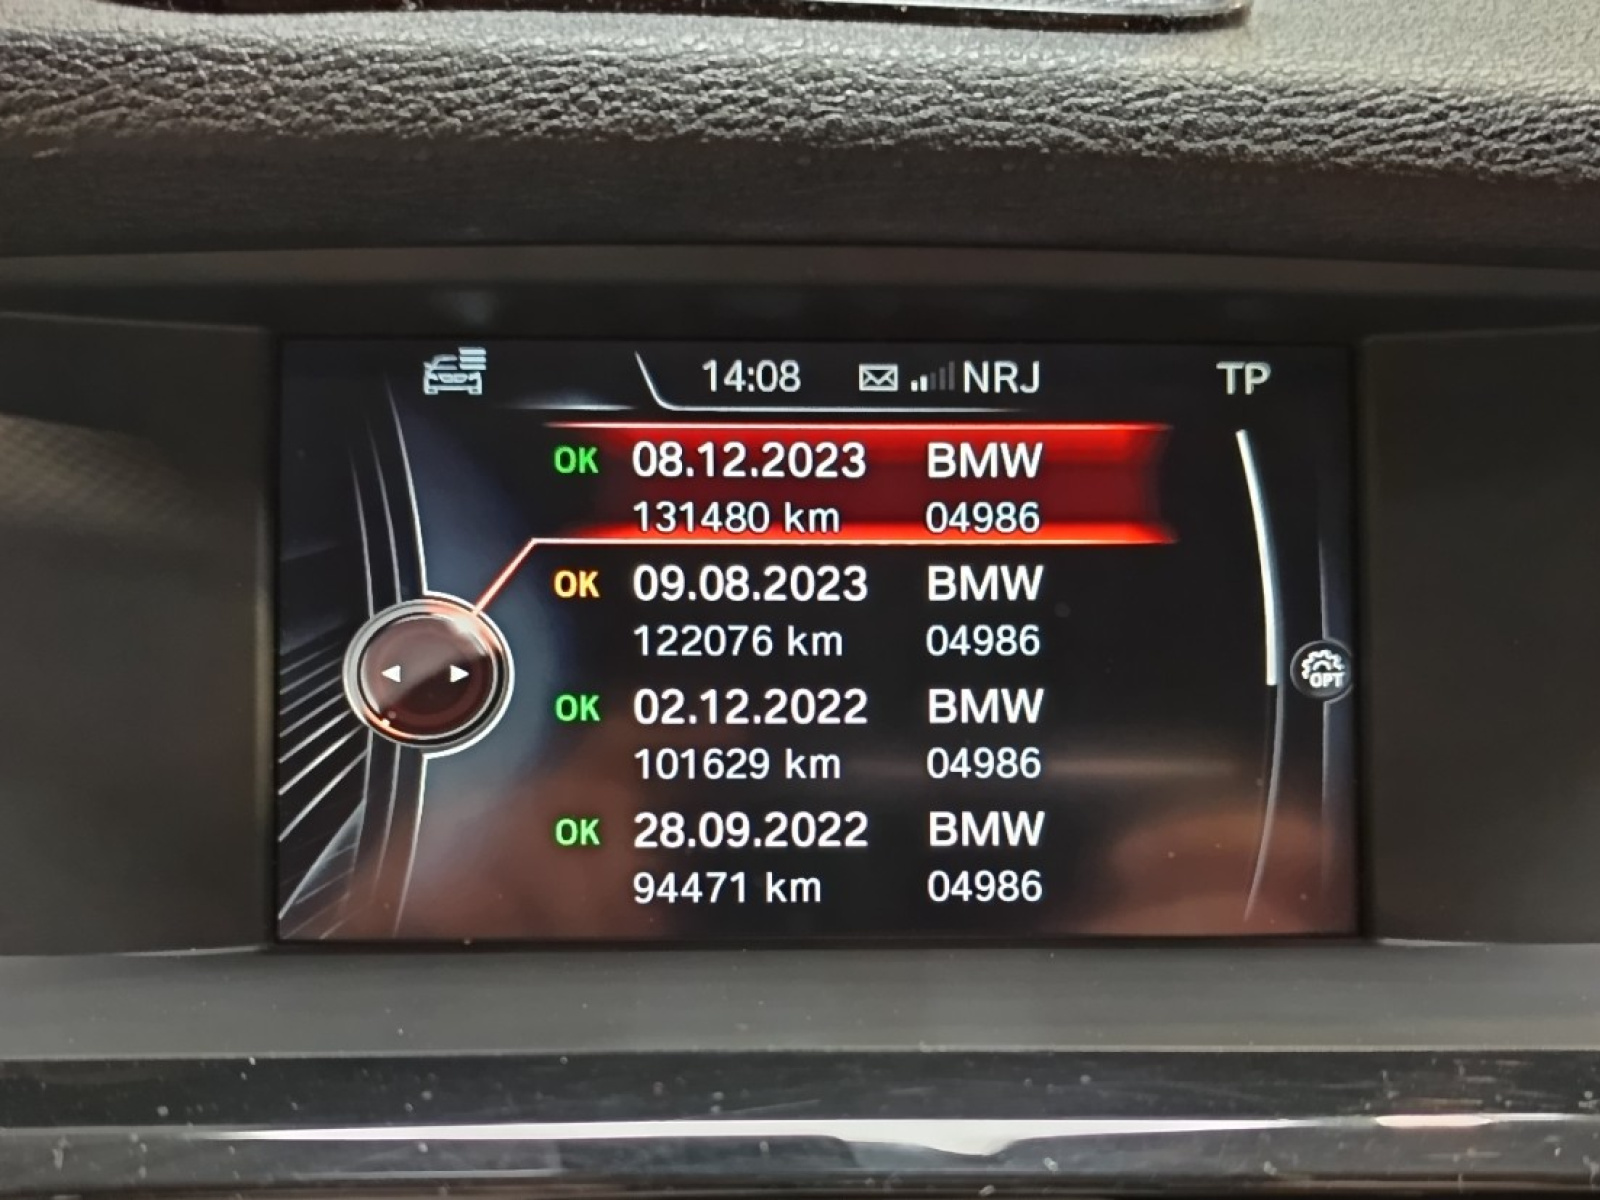 14:08 NRJ TP
OK 08.12.2023 BMW
131480 km 04986
OK 09.08.2023 BMW
122076 km 04986
OK 02.12.2022 BMW
101629 km 04986
OK 28.09.2022 BMW
94471 km 04986
OPT